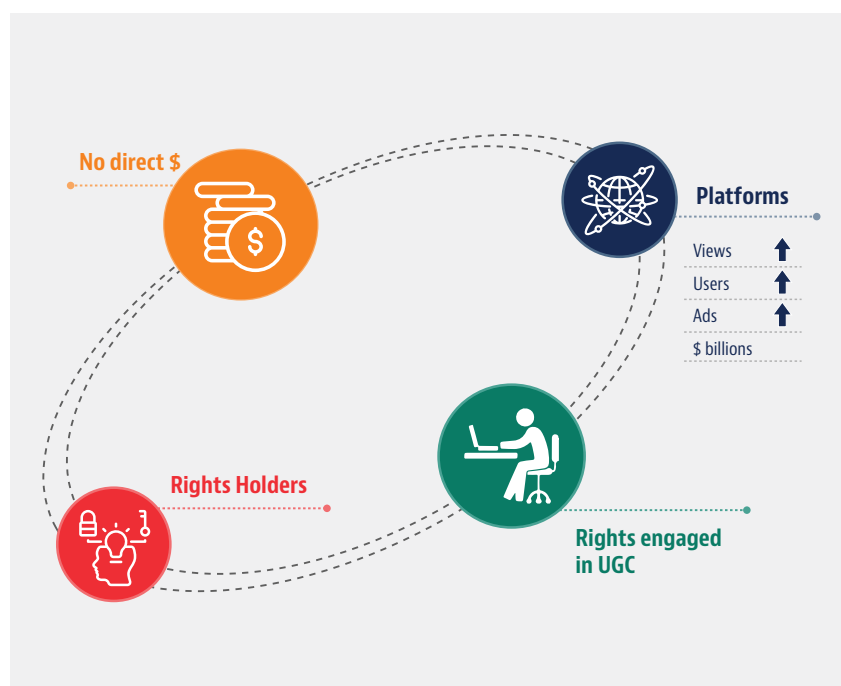 No direct $
$
Platforms
Views
Users
Ads
$ billions
Rights Holders
Rights engaged
in UGC